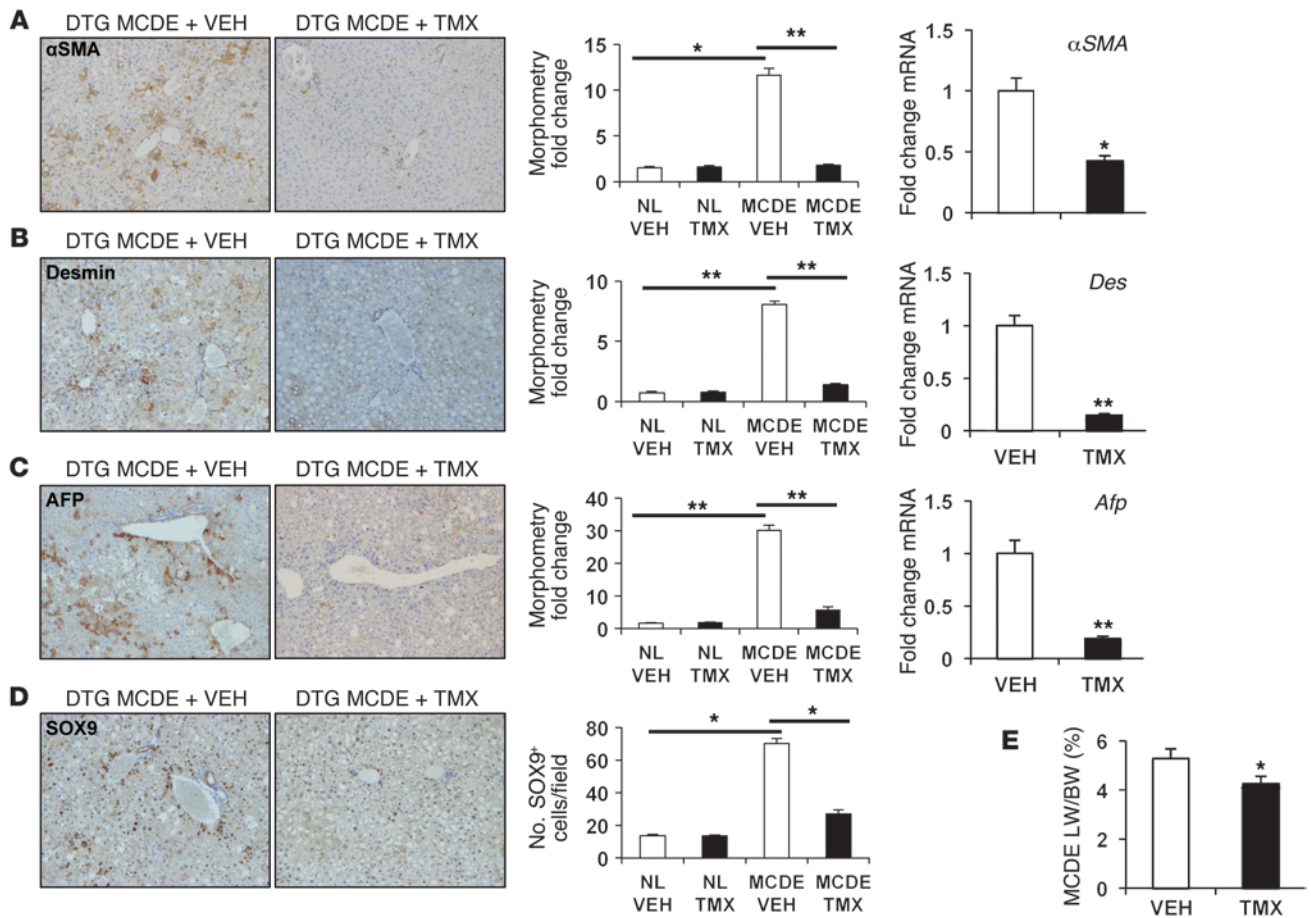 A
DTG MCDE + VEH
DTG MCDE + TMX
αSMA
Morphometry
fold change
15
10
5
0
*
**
NL
VEH
NL
TMX
MCDE
VEH
MCDE
TMX
Fold change mRNA
1.5
1
0.5
0
αSMA
*
B
DTG MCDE + VEH
DTG MCDE + TMX
Desmin
Morphometry
fold change
10
8
6
4
2
0
**
**
NL
VEH
NL
TMX
MCDE
VEH
MCDE
TMX
Fold change mRNA
1.5
1
0.5
0
Des
**
VEH
TMX
C
DTG MCDE + VEH
DTG MCDE + TMX
AFP
Morphometry
fold change
40
30
20
10
0
**
**
NL
VEH
NL
TMX
MCDE
VEH
MCDE
TMX
Fold change mRNA
1.5
1
0.5
0
Afp
**
VEH
TMX
D
DTG MCDE + VEH
DTG MCDE + TMX
SOX9
No. SOX9+
cells/field
80
60
40
20
0
*
*
NL
VEH
NL
TMX
MCDE
VEH
MCDE
TMX
E
MCDE LW/BW (%)
6
4
2
0
*
VEH
TMX